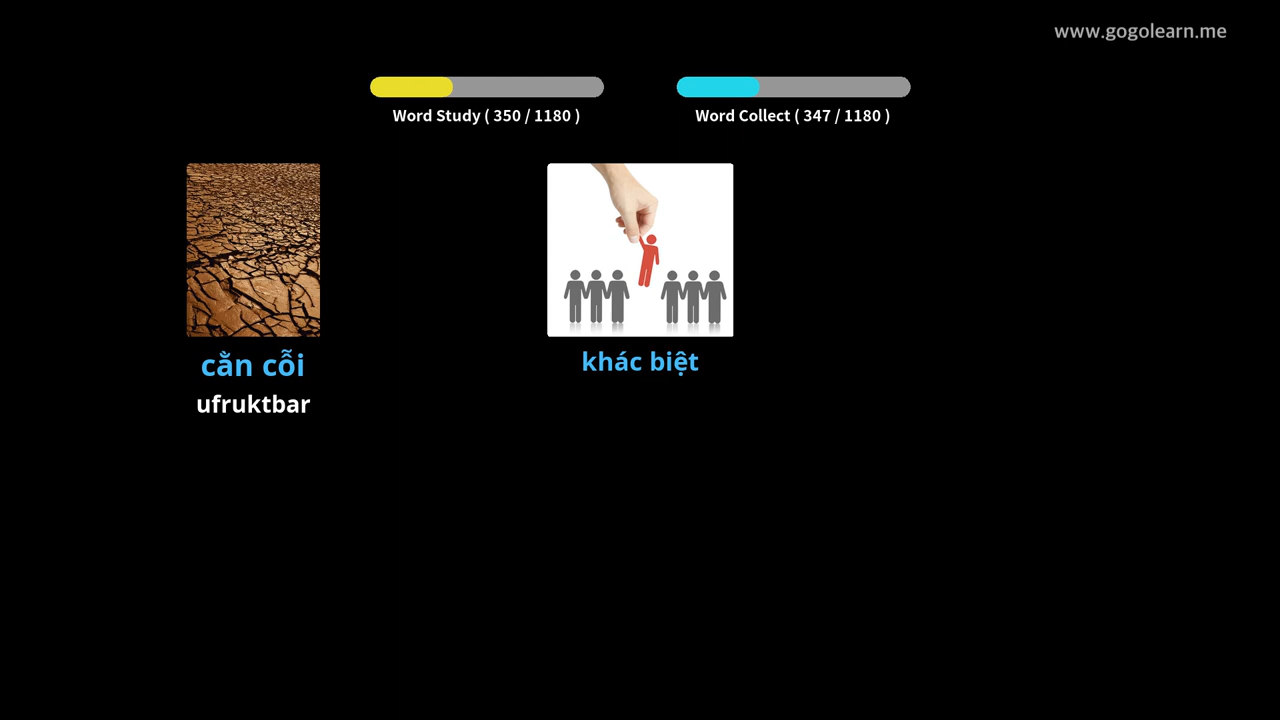 www.gogolearn.me
Word Study ( 350 / 1180 )
Word Collect ( 347 / 1180 )
cằn cỗi
ufruktbar
khác biệt